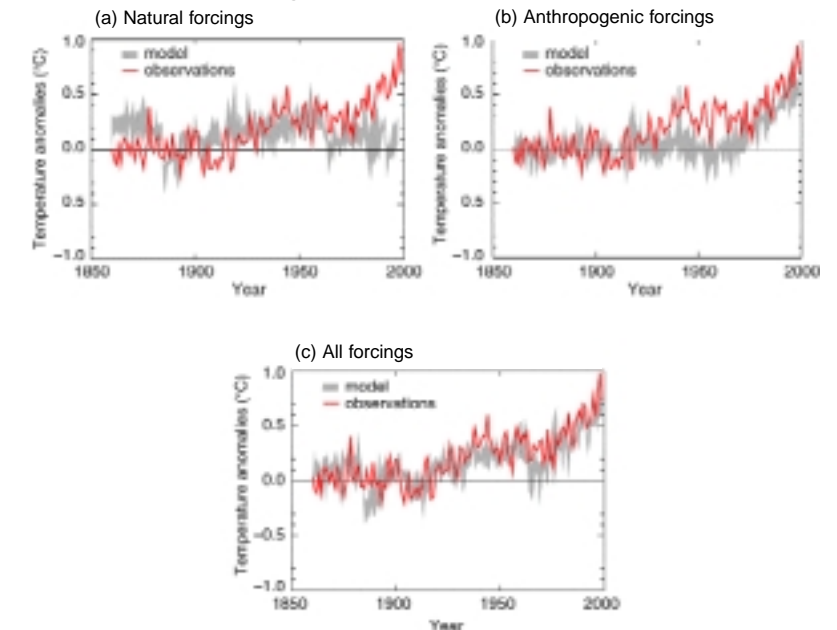 (a) Natural forcings
1.0
model
observations
0.5
0.0
0.5
−1.0
Temperature anomalies (°C)
1850
1900
1950
2000
Year
(b) Anthropogenic forcings
1.0
model
observations
0.5
0.0
0.5
−1.0
Temperature anomalies (°C)
1850
1900
1950
2000
Year
(c) All forcings
1.0
model
observations
0.5
0.0
−0.5
−1.0
Temperature anomalies (°C)
1850
1900
1950
2000
Year